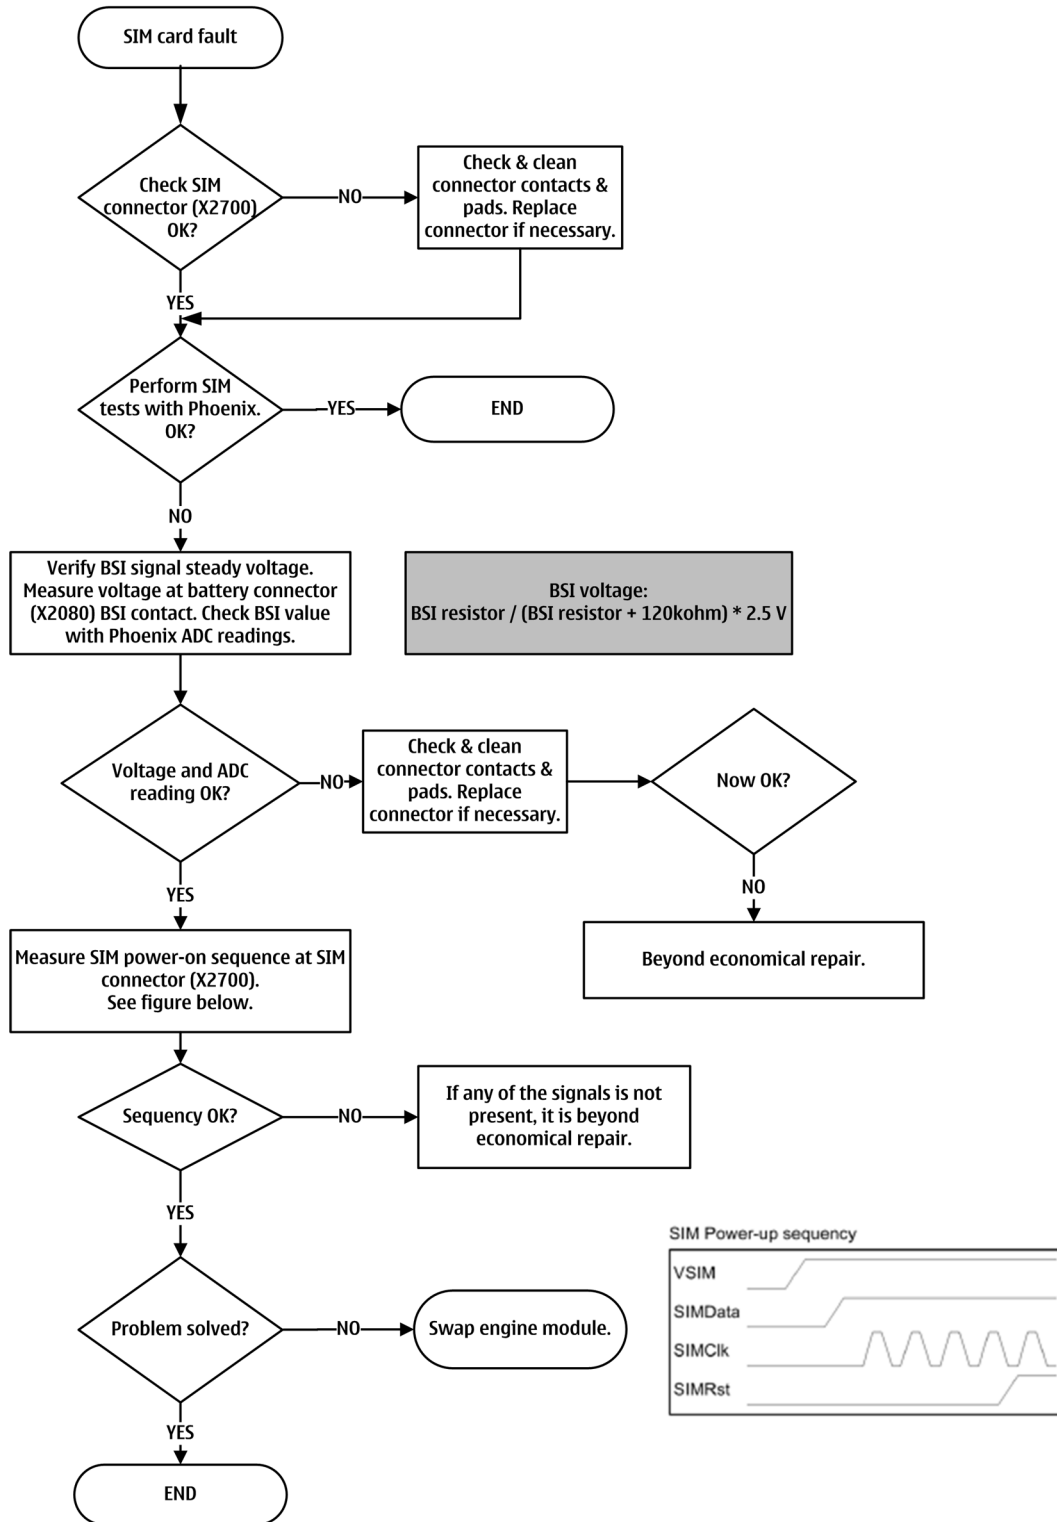 SIM card fault
Check SIM
connector (X2700)
OK?
NO
Check & clean
connector contacts &
pads. Replace
connector if necessary.
YES
Perform SIM
tests with Phoenix.
OK?
YES
END
NO
Verify BSI signal steady voltage.
Measure voltage at battery connector
(X2080) BSI contact. Check BSI value
with Phoenix ADC readings.
BSI voltage:
BSI resistor / (BSI resistor + 120kohm) * 2.5 V
Voltage and ADC
reading OK?
NO
Check & clean
connector contacts &
pads. Replace
connector if necessary.
Now OK?
YES
NO
Measure SIM power-on sequence at SIM
connector (X2700).
See figure below.
Beyond economical repair.
Sequency OK?
NO
If any of the signals is not
present, it is beyond
economical repair.
YES
Problem solved?
NO
Swap engine module.
YES
END
SIM Power-up sequency
VSIM
SIMData
SIMClk
SIMRst